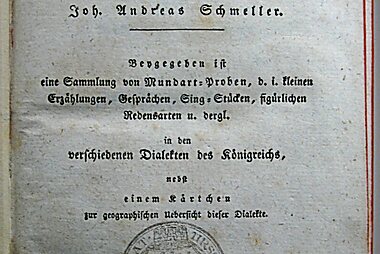 Joh. Andreas Schmeller.
Beygegeben ist
eine Sammlung von Mundart-Proben, d. i. kleinen
Erzählungen, Gesprächen, Sing-Stücken, figürlichen
Redensarten u. dergl.
in den
verschiedenen Dialekten des Königreichs,
nebst
einem Kärtchen
zur geographischen Uebersicht dieser Dialekte.